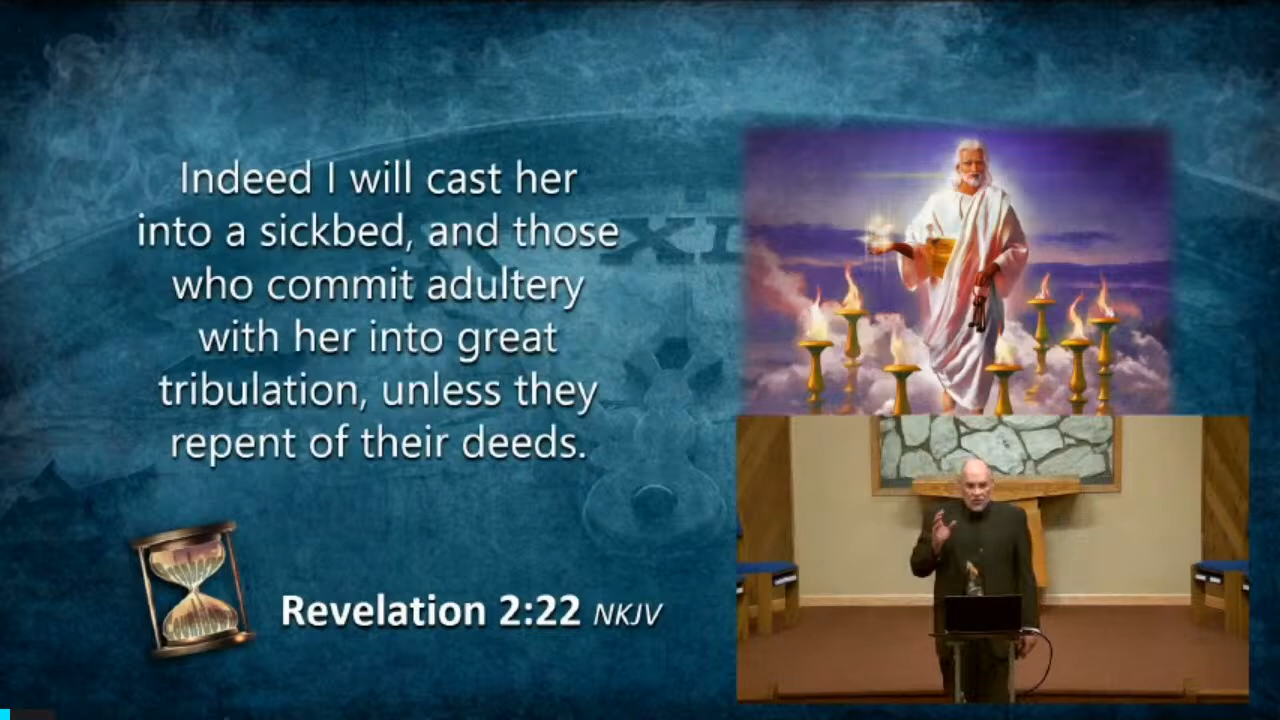 Indeed I will cast her
into a sickbed, and those
who commit adultery
with her into great
tribulation, unless they
repent of their deeds.
Revelation 2:22 NKJV
XI